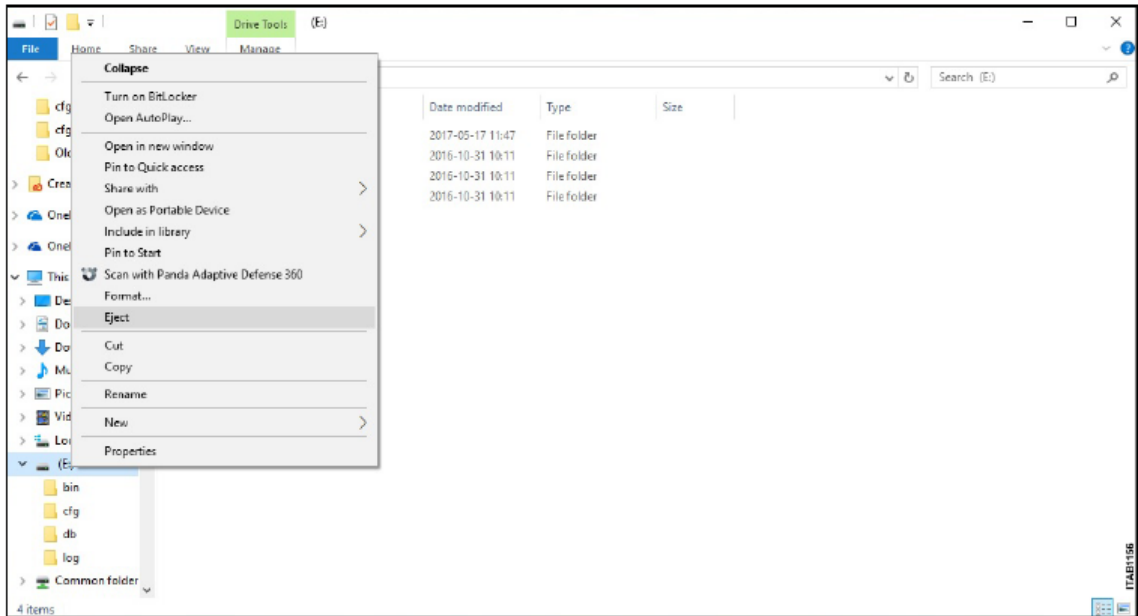 Drive Tools (E:)
File Home Share View Manage
Search (E:)
Collapse
Turn on BitLocker
Open AutoPlay...
Open in new window
Pin to Quick access
Share with
Open as Portable Device
Include in library
Pin to Start
Scan with Panda Adaptive Defense 360
Format...
Eject
Cut
Copy
Rename
New
Properties
cfg
cfg
Old
Crea
This
De
Do
Mu
Pic
Vid
(E:)
bin
cfg
db
log
Common folder
Date modified Type Size
2017-05-17 11:47 File folder
2016-10-31 10:11 File folder
2016-10-31 10:11 File folder
2016-10-31 10:11 File folder
4 items
ITAB1156